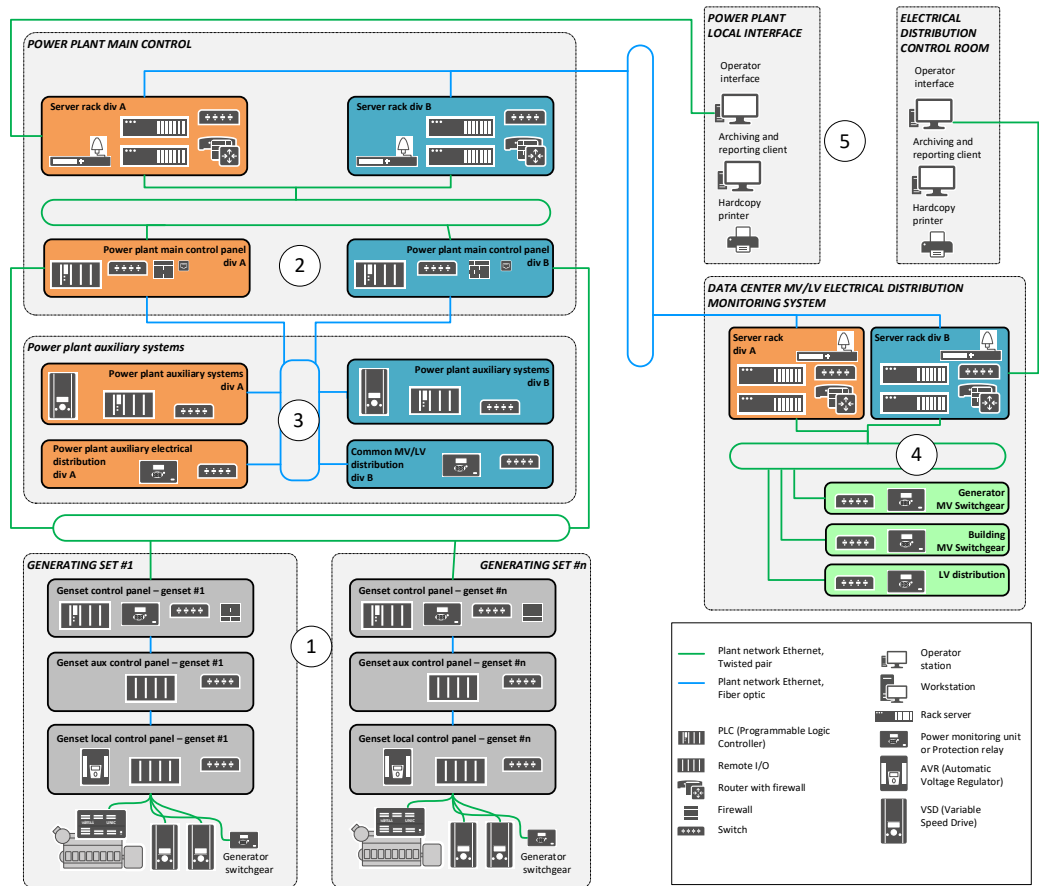 POWER PLANT MAIN CONTROL
Server rack div A
Server rack div B
Power plant main control panel
div A
2
Power plant main control panel
div B
Power plant auxiliary systems
Power plant auxiliary systems
div A
Power plant auxiliary systems
div B
3
Power plant auxiliary electrical
distribution
div A
Common MV/LV
distribution
div B
GENERATING SET #1
Genset control panel – genset #1
Genset aux control panel – genset #1
Genset local control panel – genset #1
Generator
switchgear
1
GENERATING SET #n
Genset control panel – genset #n
Genset aux control panel – genset #n
Genset local control panel – genset #n
Generator
switchgear
POWER PLANT
LOCAL INTERFACE
Operator
interface
Archiving and
reporting client
Hardcopy
printer
5
ELECTRICAL
DISTRIBUTION
CONTROL ROOM
Operator
interface
Archiving and
reporting client
Hardcopy
printer
DATA CENTER MV/LV ELECTRICAL DISTRIBUTION
MONITORING SYSTEM
Server rack
div A
Server rack div B
4
Generator
MV Switchgear
Building
MV Switchgear
LV distribution
Plant network Ethernet,
Twisted pair
Plant network Ethernet,
Fiber optic
PLC (Programmable Logic
Controller)
Remote I/O
Router with firewall
Firewall
Switch
Operator
station
Workstation
Rack server
Power monitoring unit
or Protection relay
AVR (Automatic
Voltage Regulator)
VSD (Variable
Speed Drive)